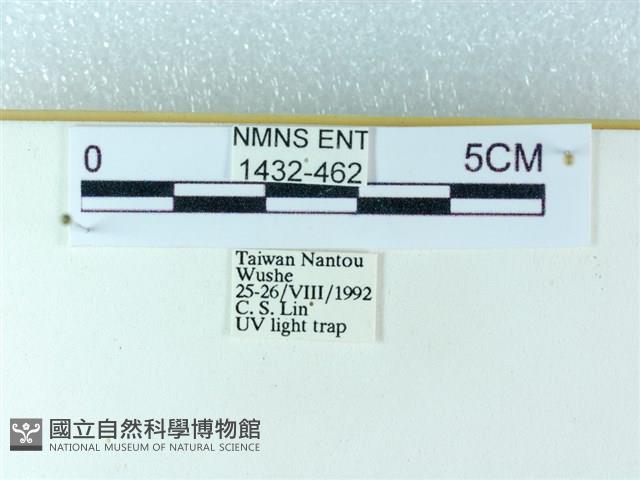 NMNS ENT
1432-462
0 5CM
Taiwan Nantou
Wushe
25-26/VIII/1992
C. S. Lin
UV light trap
國立自然科學博物館
NATIONAL MUSEUM OF NATURAL SCIENCE